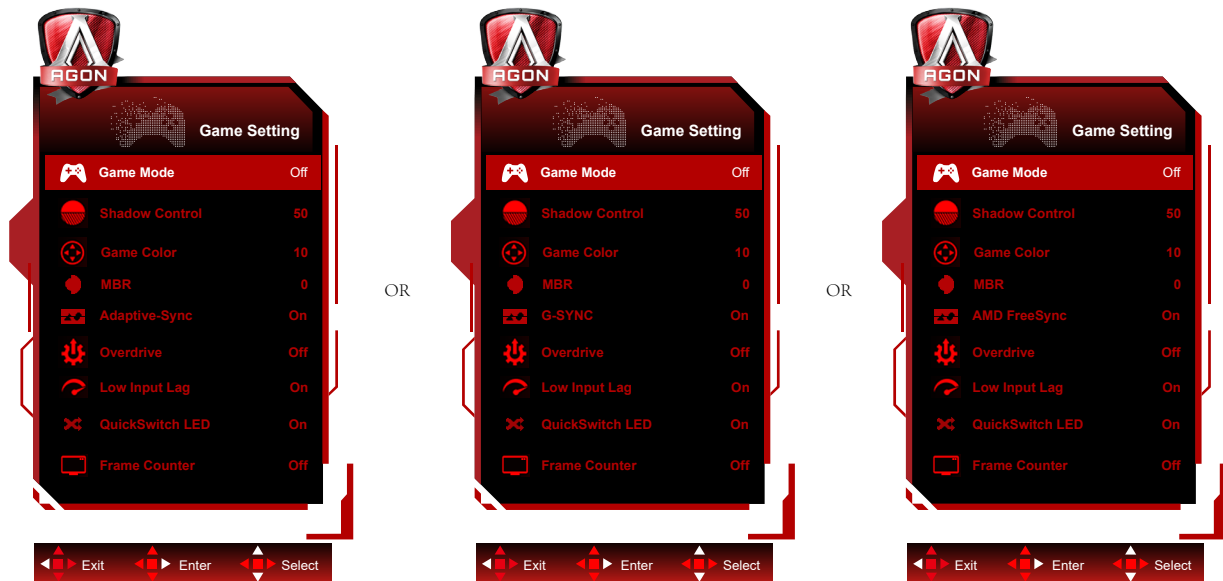 AGON
Game Setting
Game Mode Off
Shadow Control 50
Game Color 10
MBR 0
Adaptive-Sync On
Overdrive Off
Low Input Lag On
QuickSwitch LED On
Frame Counter Off
Exit Enter Select
OR
AGON
Game Setting
Game Mode Off
Shadow Control 50
Game Color 10
MBR 0
G-SYNC On
Overdrive Off
Low Input Lag On
QuickSwitch LED On
Frame Counter Off
Exit Enter Select
OR
AGON
Game Setting
Game Mode Off
Shadow Control 50
Game Color 10
MBR 0
AMD FreeSync On
Overdrive Off
Low Input Lag On
QuickSwitch LED On
Frame Counter Off
Exit Enter Select